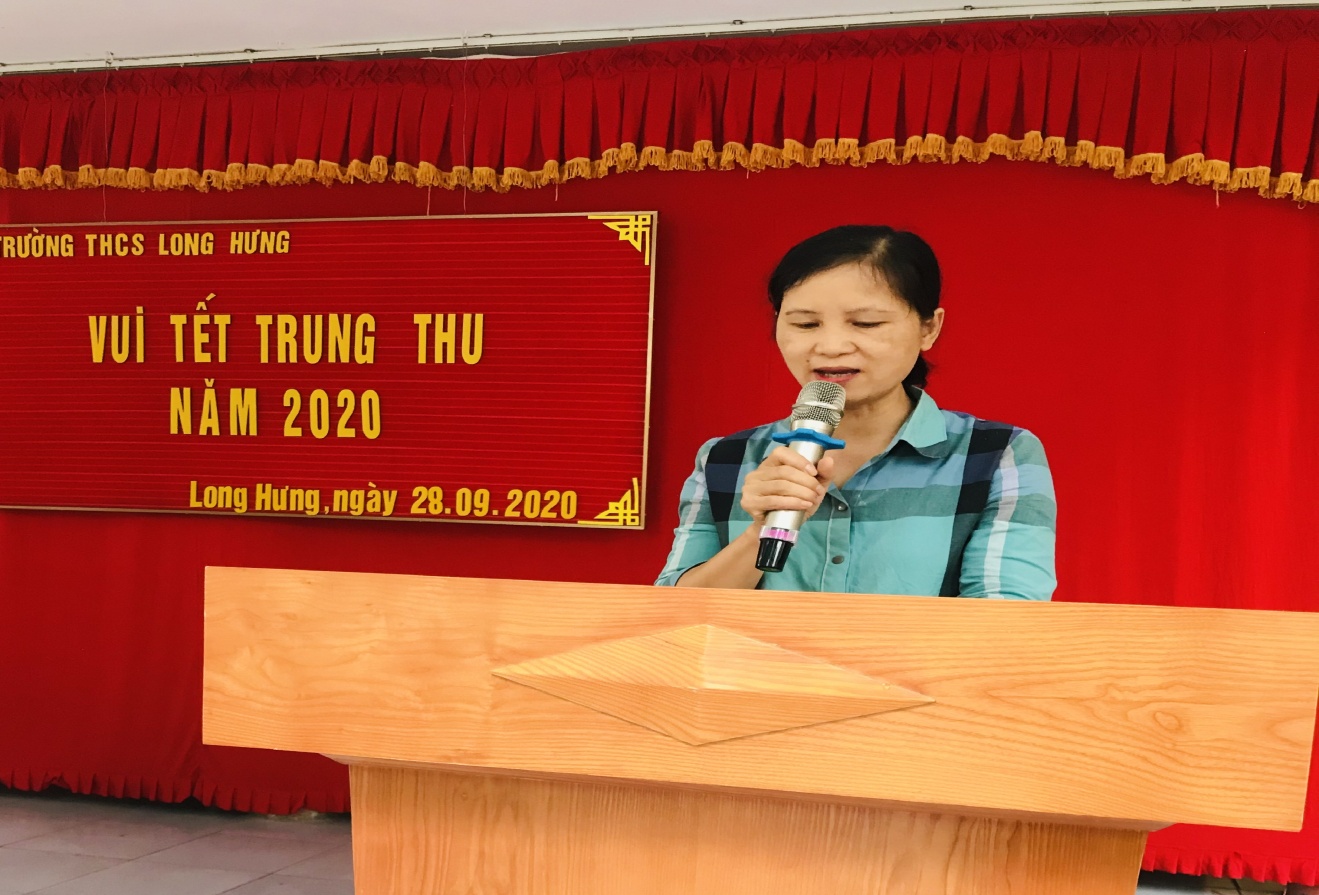 TRƯỜNG THCS LONG HƯNG
VUi TẾT TRUNG THU
NĂM 2020
Long Hưng, ngày 28.09.2020